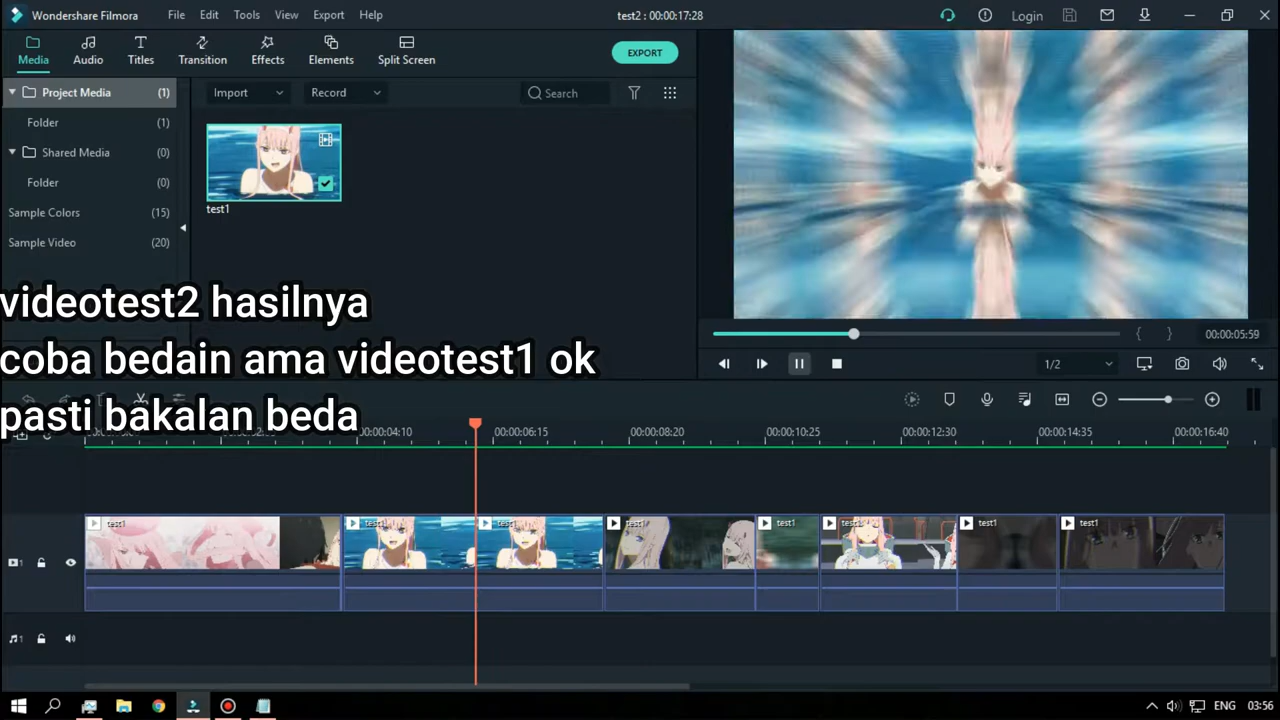 Wondershare Filmora
File Edit Tools View Export Help
test2 : 00:00:17:28
Login
Media Audio Titles Transition Effects Elements Split Screen
EXPORT
Project Media (1)
Folder (1)
Shared Media (0)
Folder (0)
Sample Colors (15)
Sample Video (20)
Import
Record
Search
test1
videotest2 hasilnya
coba bedain ama videotest1 ok
pasti bakalan beda
00:00:05:59
1/2
00:00:04:10 00:00:06:15 00:00:08:20 00:00:10:25 00:00:12:30 00:00:14:35 00:00:16:40
test1 test1 test1 test1 test1 test1 test1 test1
1
1
ENG 03:56